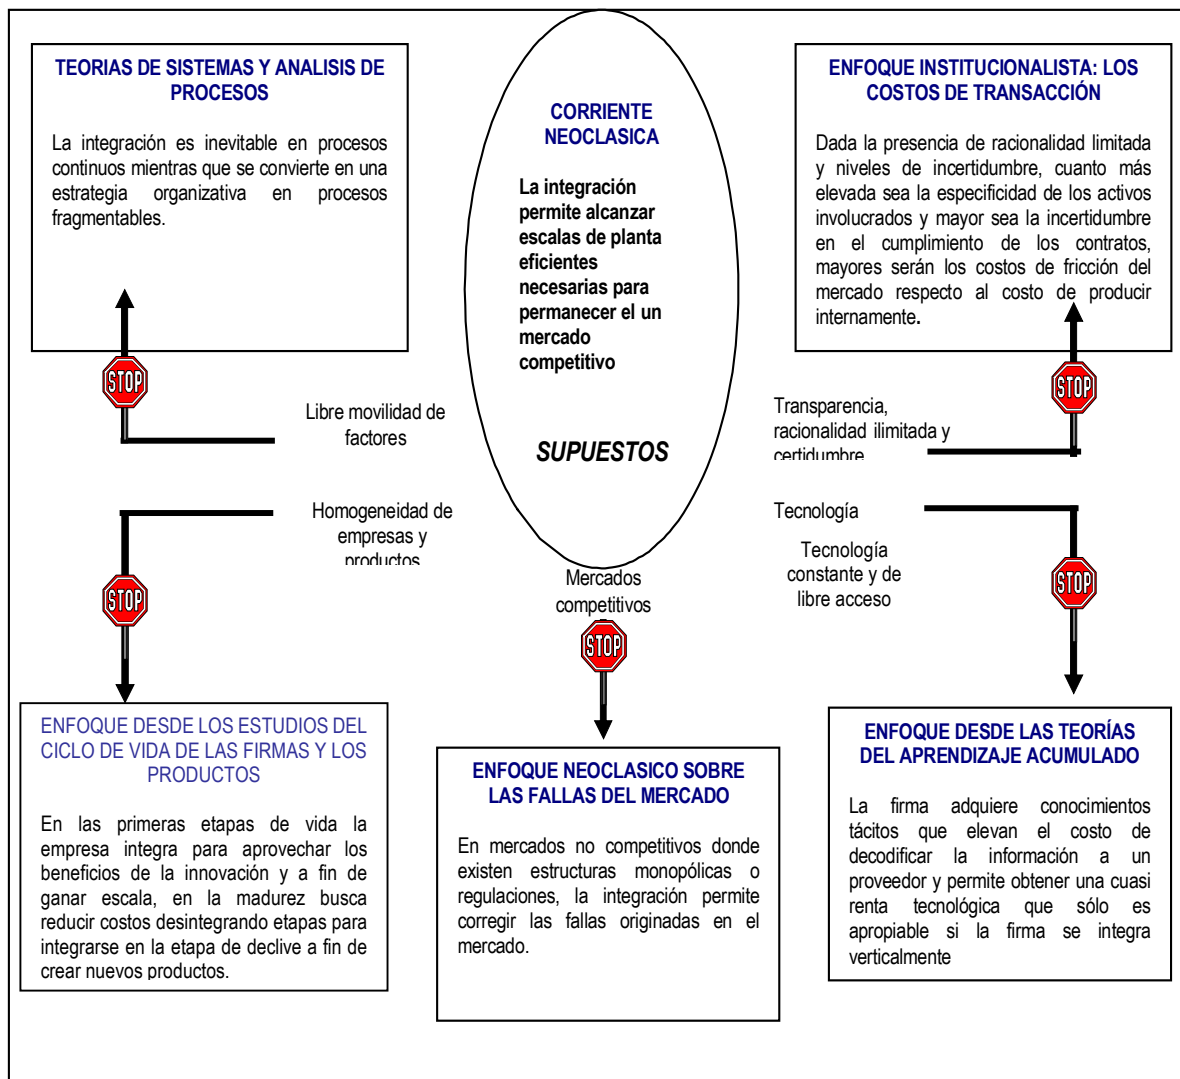 TEORIAS DE SISTEMAS Y ANALISIS DE
PROCESOS
La integración es inevitable en procesos
continuos mientras que se convierte en una
estrategia organizativa en procesos
fragmentables.
CORRIENTE
NEOCLASICA
La integración
permite alcanzar
escalas de planta
eficientes
necesarias para
permanecer el un
mercado
competitivo
SUPUESTOS
ENFOQUE INSTITUCIONALISTA: LOS
COSTOS DE TRANSACCIÓN
Dada la presencia de racionalidad limitada
y niveles de incertidumbre, cuanto más
elevada sea la especificidad de los activos
involucrados y mayor sea la incertidumbre
en el cumplimiento de los contratos,
mayores serán los costos de fricción del
mercado respecto al costo de producir
internamente.
STOP
Libre movilidad de
factores
STOP
Transparencia,
racionalidad ilimitada y
certidumbre
Homogeneidad de
empresas y
productos
STOP
Mercados
competitivos
STOP
Tecnología
Tecnología
constante y de
libre acceso
STOP
ENFOQUE DESDE LOS ESTUDIOS DEL
CICLO DE VIDA DE LAS FIRMAS Y LOS
PRODUCTOS
En las primeras etapas de vida la
empresa integra para aprovechar los
beneficios de la innovación y a fin de
ganar escala, en la madurez busca
reducir costos desintegrando etapas para
integrarse en la etapa de declive a fin de
crear nuevos productos.
ENFOQUE NEOCLASICO SOBRE
LAS FALLAS DEL MERCADO
En mercados no competitivos donde
existen estructuras monopólicas o
regulaciones, la integración permite
corregir las fallas originadas en el
mercado.
ENFOQUE DESDE LAS TEORÍAS
DEL APRENDIZAJE ACUMULADO
La firma adquiere conocimientos
tácitos que elevan el costo de
decodificar la información a un
proveedor y permite obtener una cuasi
renta tecnológica que sólo es
apropiable si la firma se integra
verticalmente